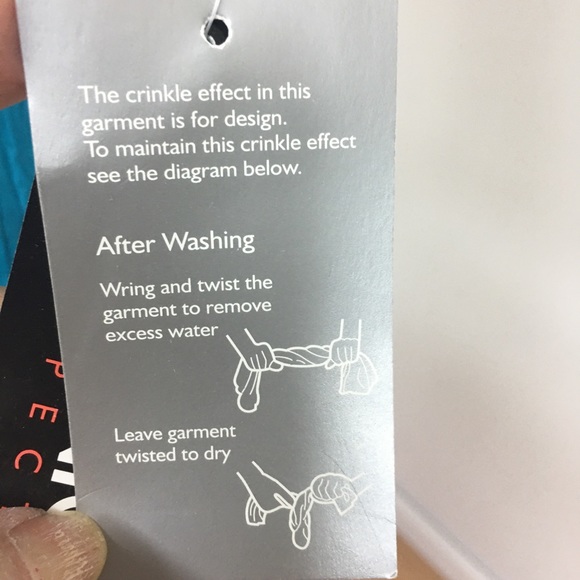 The crinkle effect in this
garment is for design.
To maintain this crinkle effect
see the diagram below.
After Washing
Wring and twist the
garment to remove
excess water
Leave garment
twisted to dry
PEC